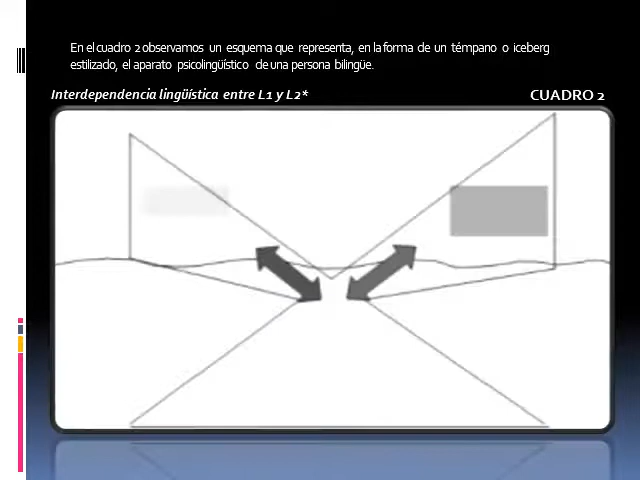 En el cuadro 2 observamos un esquema que representa, en la forma de un témpano o iceberg
estilizado, el aparato psicolingüístico de una persona bilingüe.
Interdependencia lingüística entre L1 y L2*
CUADRO 2